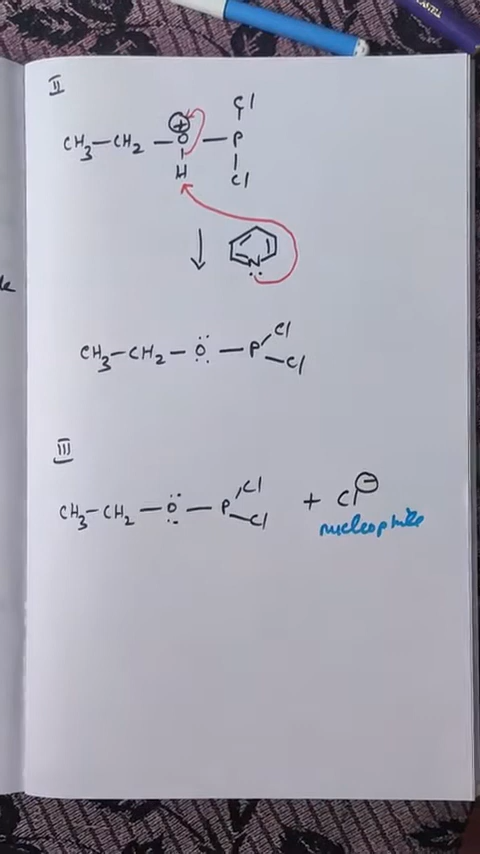 II
Cl
⊕
CH3-CH2-O-P
H Cl
N
CH3-CH2-O-P Cl
Cl
III
CH3-CH2-O-P Cl + Cl⊖
Cl
nucleophile